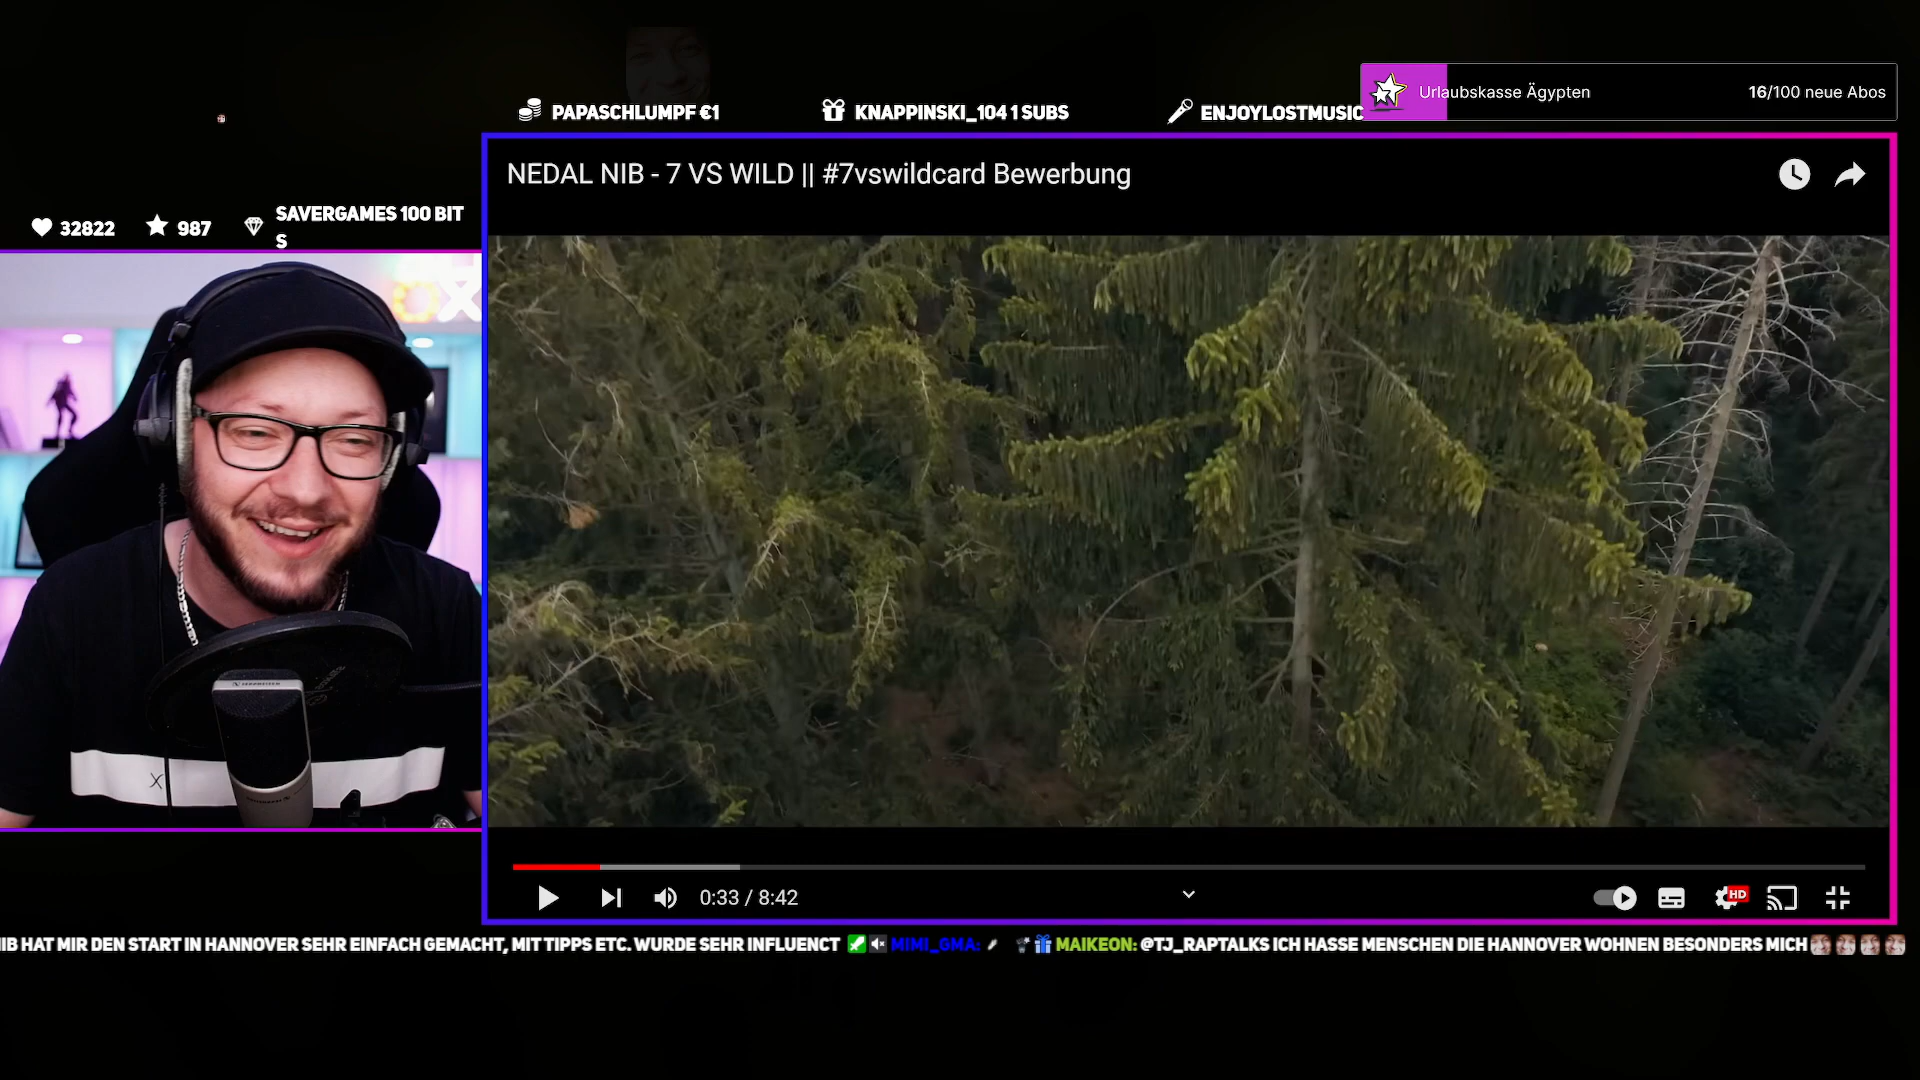 Urlaubskasse Ägypten
16/100 neue Abos
PAPASCHLUMPF €1
KNAPPINSKI_104 1 SUBS
ENJOYLOSTMUSIC
NEDAL NIB - 7 VS WILD || #7vswildcard Bewerbung
32822
987
SAVERGAMES 100 BIT
S
0:33 / 8:42
HD
IB HAT MIR DEN START IN HANNOVER SEHR EINFACH GEMACHT, MIT TIPPS ETC. WURDE SEHR INFLUENCT MIMI_GMA: MAIKEON: @TJ_RAPTALKS ICH HASSE MENSCHEN DIE HANNOVER WOHNEN BESONDERS MICH